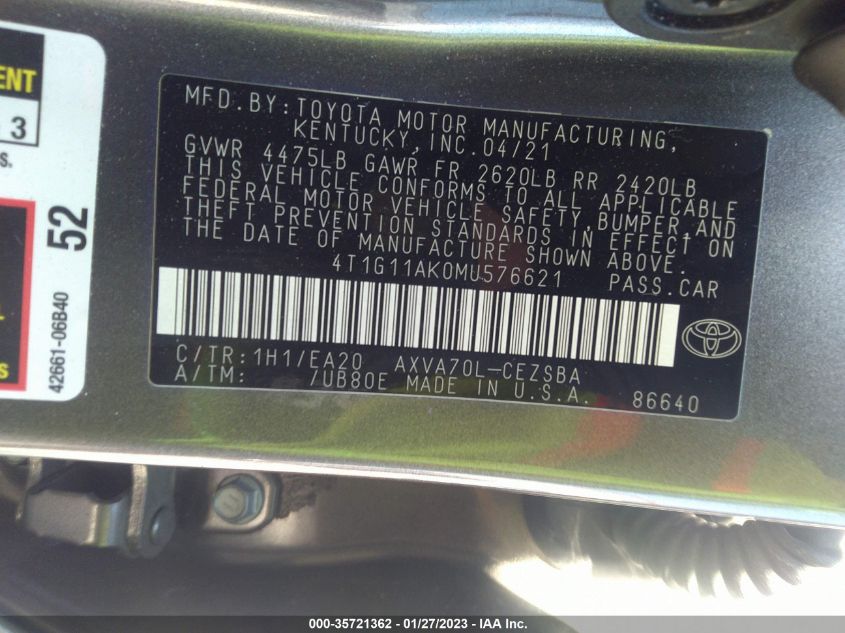 ENT
3
S.
52
42661-06B40
MFD.BY:TOYOTA MOTOR MANUFACTURING,
KENTUCKY,INC.04/21
GVWR 4475LB GAWR FR 2620LB RR 2420LB
THIS VEHICLE CONFORMS TO ALL APPLICABLE
FEDERAL MOTOR VEHICLE SAFETY,BUMPER,AND
THEFT PREVENTION STANDARDS IN EFFECT ON
THE DATE OF MANUFACTURE SHOWN ABOVE.
4T1G11AK0MU576621 PASS.CAR
C/TR:1H1/EA20 AXVA70L-CEZSBA
A/TM: /UB80E MADE IN U.S.A. 86640
000-35721362 - 01/27/2023 - IAA Inc.